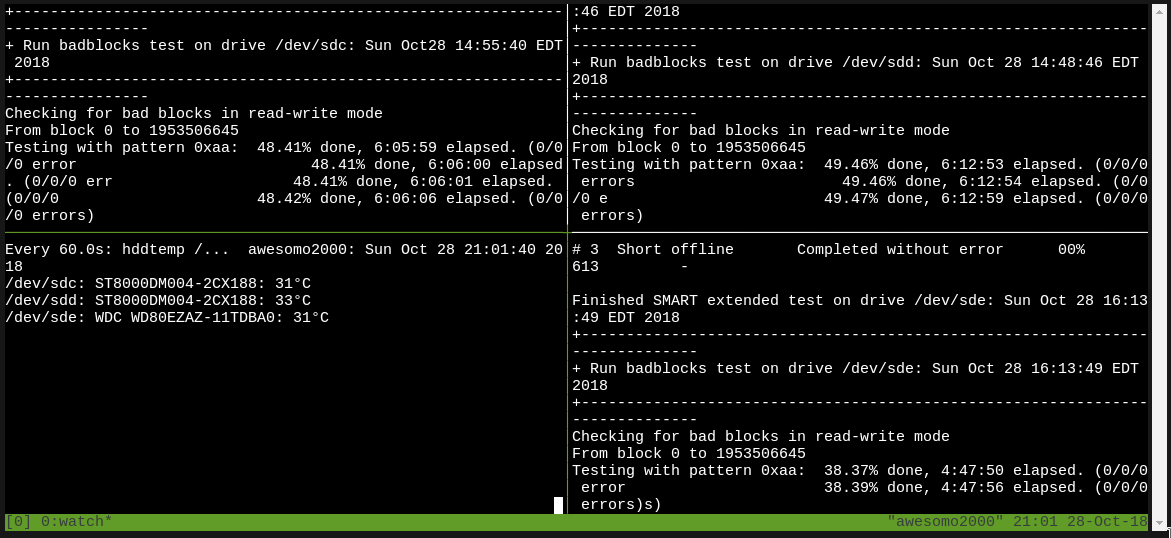 +-------------------------------------------------------------
----------------
+ Run badblocks test on drive /dev/sdc: Sun Oct28 14:55:40 EDT
 2018
+-------------------------------------------------------------
----------------
Checking for bad blocks in read-write mode
From block 0 to 1953506645
Testing with pattern 0xaa:  48.41% done, 6:05:59 elapsed. (0/0
/0 error                       48.41% done, 6:06:00 elapsed
. (0/0/0 err                    48.41% done, 6:06:01 elapsed.
(0/0/0                      48.42% done, 6:06:06 elapsed. (0/0
/0 errors)
:46 EDT 2018
+---------------------------------------------------------------
--------------
+ Run badblocks test on drive /dev/sdd: Sun Oct 28 14:48:46 EDT
2018
+---------------------------------------------------------------
--------------
Checking for bad blocks in read-write mode
From block 0 to 1953506645
Testing with pattern 0xaa:  49.46% done, 6:12:53 elapsed. (0/0/0
 errors                       49.46% done, 6:12:54 elapsed. (0/0
/0 e                        49.47% done, 6:12:59 elapsed. (0/0/0
 errors)
Every 60.0s: hddtemp /...  awesomo2000: Sun Oct 28 21:01:40 20
18
/dev/sdc: ST8000DM004-2CX188: 31°C
/dev/sdd: ST8000DM004-2CX188: 33°C
/dev/sde: WDC WD80EZAZ-11TDBA0: 31°C
# 3  Short offline       Completed without error      00%
613         -
Finished SMART extended test on drive /dev/sde: Sun Oct 28 16:13
:49 EDT 2018
+---------------------------------------------------------------
--------------
+ Run badblocks test on drive /dev/sde: Sun Oct 28 16:13:49 EDT
2018
+---------------------------------------------------------------
--------------
Checking for bad blocks in read-write mode
From block 0 to 1953506645
Testing with pattern 0xaa:  38.37% done, 4:47:50 elapsed. (0/0/0
 error                      38.39% done, 4:47:56 elapsed. (0/0/0
 errors)s)
[0] 0:watch*                    "awesomo2000" 21:01 28-Oct-18